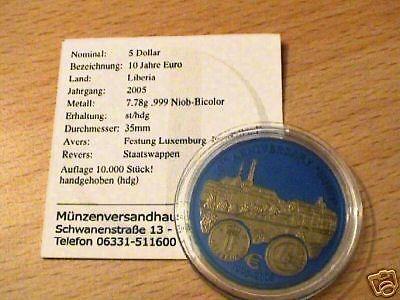 Nominal: 5 Dollar
Bezeichnung: 10 Jahre Euro
Land: Liberia
Jahrgang: 2005
Metall: 7.78g .999 Niob-Bicolor
Erhaltung: st/hdg
Durchmesser: 35mm
Avers: Festung Luxemburg
Revers: Staatswappen
Auflage 10.000 Stück!
handgehoben (hdg)
Münzenversandhau
Schwanenstraße 13 -
Telefon 06331-511600
ANNIVERSARY